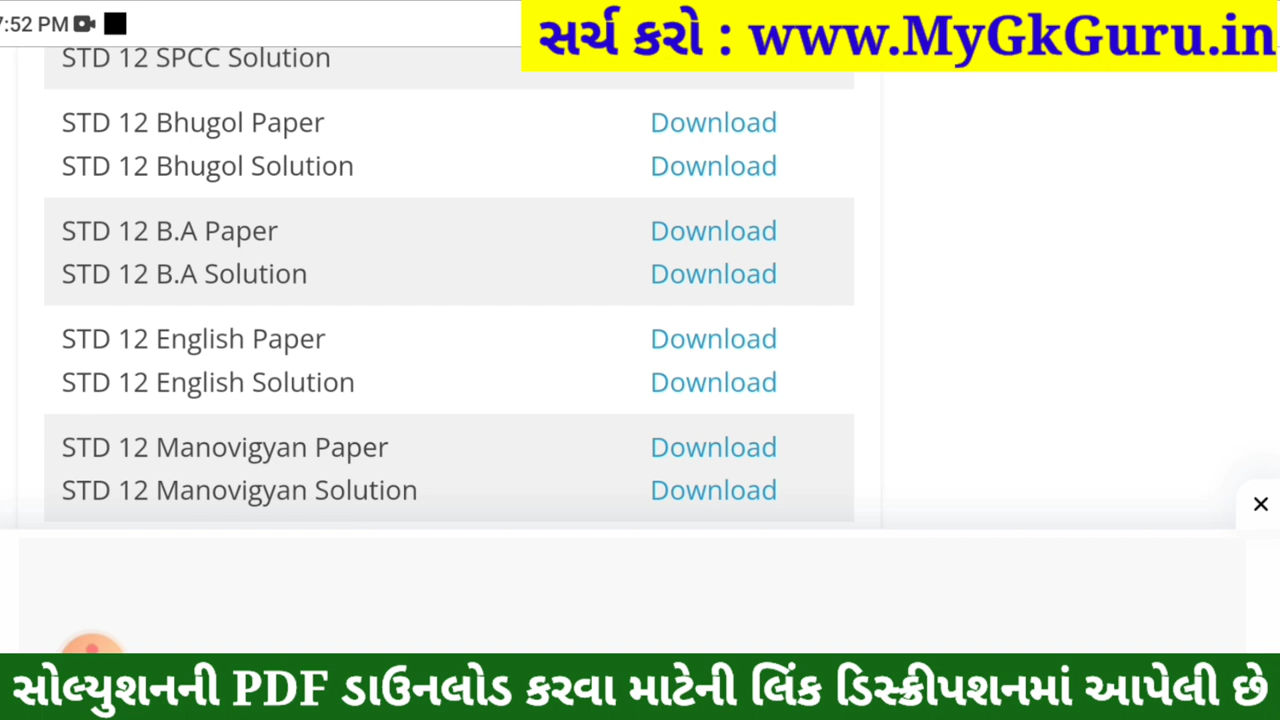 7:52 PM
સર્ચ કરો : www.MyGkGuru.in
STD 12 SPCC Solution
STD 12 Bhugol Paper Download
STD 12 Bhugol Solution Download
STD 12 B.A Paper Download
STD 12 B.A Solution Download
STD 12 English Paper Download
STD 12 English Solution Download
STD 12 Manovigyan Paper Download
STD 12 Manovigyan Solution Download
સોલ્યુશનની PDF ડાઉનલોડ કરવા માટેની લિંક ડિસ્ક્રીપશનમાં આપેલી છે